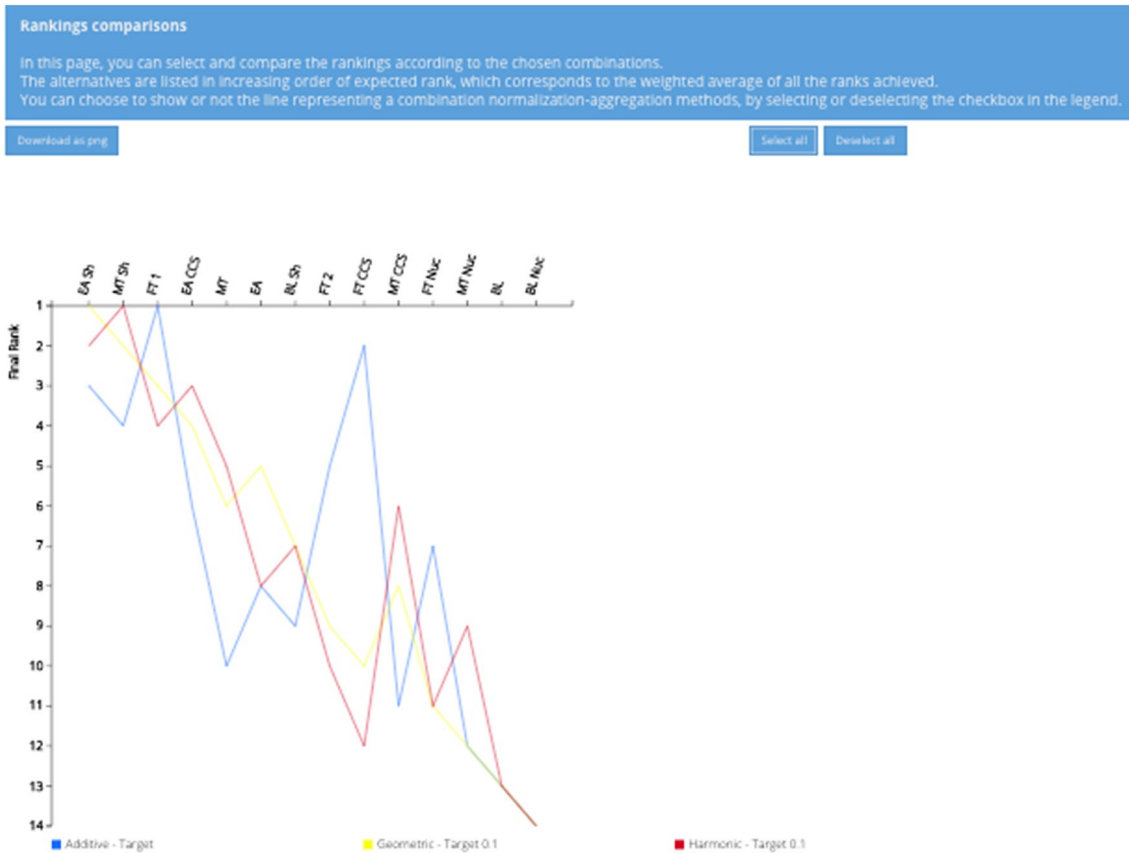 Rankings comparisons
In this page, you can select and compare the rankings according to the chosen combinations.
The alternatives are listed in increasing order of expected rank, which corresponds to the weighted average of all the ranks achieved.
You can choose to show or not the line representing a combination normalization-aggregation methods, by selecting or deselecting the checkbox in the legend.
Download as png
Select all
Deselect all
EA Sh
MT Sh
FT 1
EA CCS
MT
EA
BL Sh
FT 2
FT CCS
MT CCS
FT Nuc
MT Nuc
BL
BL Nuc
Final Rank
1
2
3
4
5
6
7
8
9
10
11
12
13
14
Additive - Target
Geometric - Target 0.1
Harmonic - Target 0.1